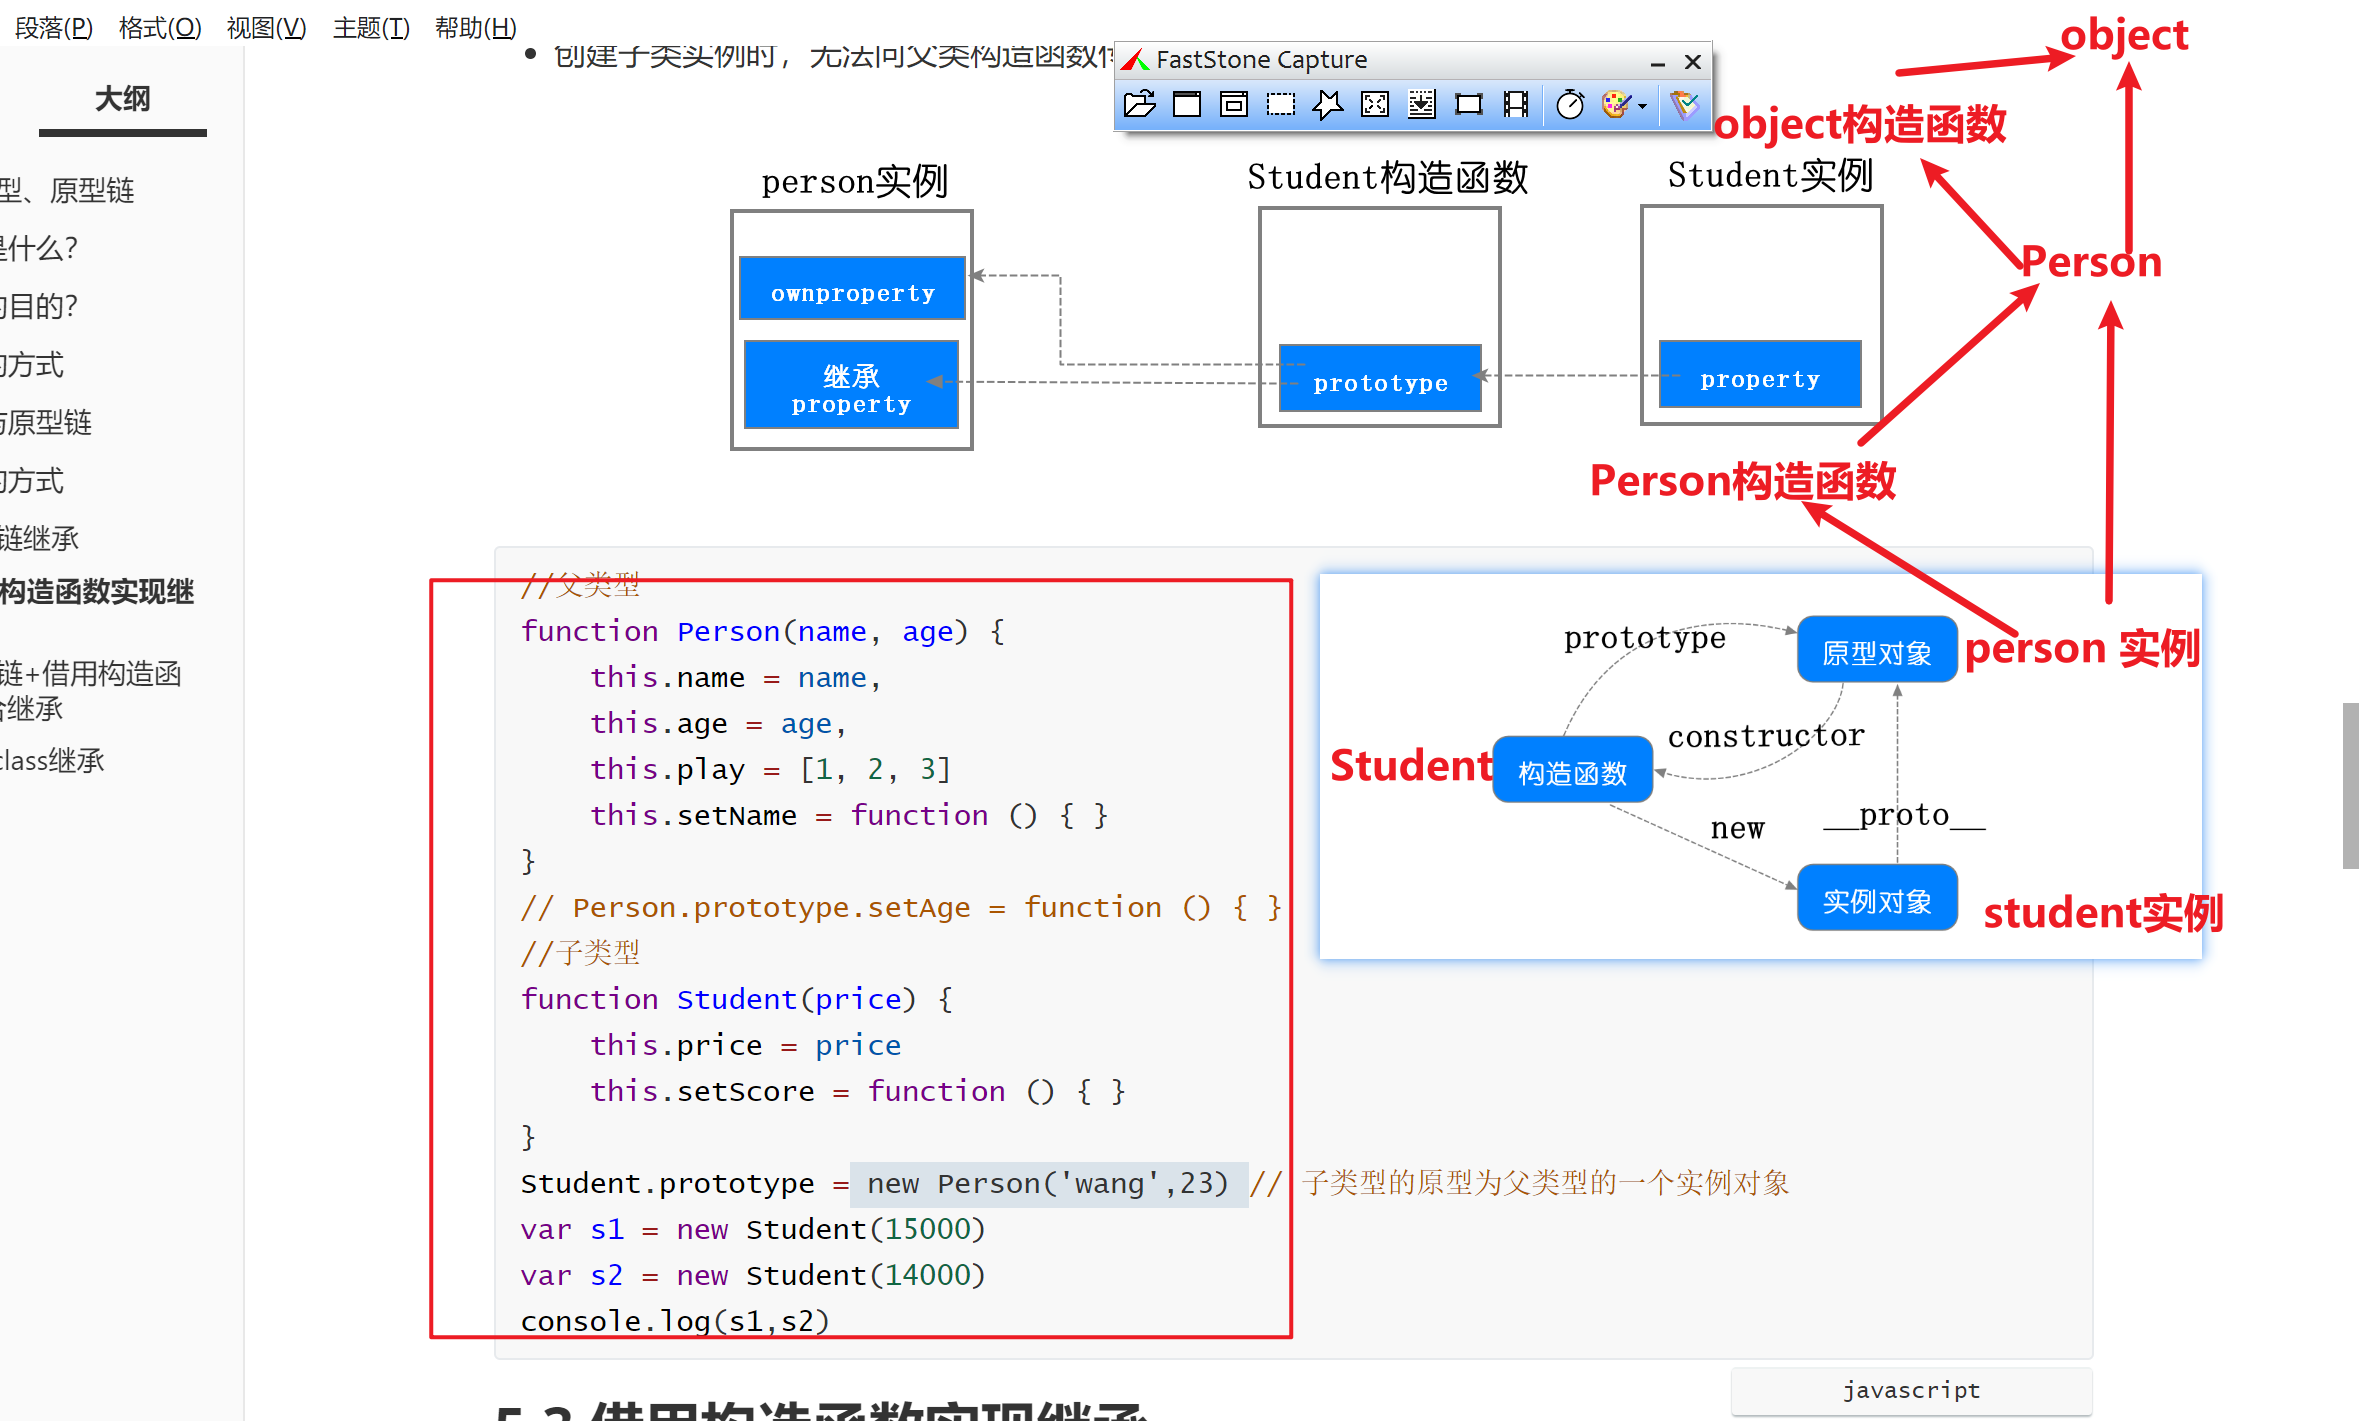 段落(P) 格式(O) 视图(V) 主题(T) 帮助(H)
大纲
型、原型链
是什么？
的目的？
的方式
与原型链
的方式
链继承
构造函数实现继
链+借用构造函
合继承
class继承
创建子类实例时，无法向父类构造函数传
FastStone Capture
object
object构造函数
person实例
Student构造函数
Student实例
Person
ownproperty
继承
property
prototype
property
Person构造函数
//父类型
function Person(name, age) {
    this.name = name,
    this.age = age,
    this.play = [1, 2, 3]
    this.setName = function () { }
}
// Person.prototype.setAge = function () { }
//子类型
function Student(price) {
    this.price = price
    this.setScore = function () { }
}
Student.prototype = new Person('wang',23) // 子类型的原型为父类型的一个实例对象
var s1 = new Student(15000)
var s2 = new Student(14000)
console.log(s1,s2)
prototype
原型对象
person 实例
constructor
Student
构造函数
new
__proto__
实例对象
student实例
javascript
5.2 借用构造函数实现继承